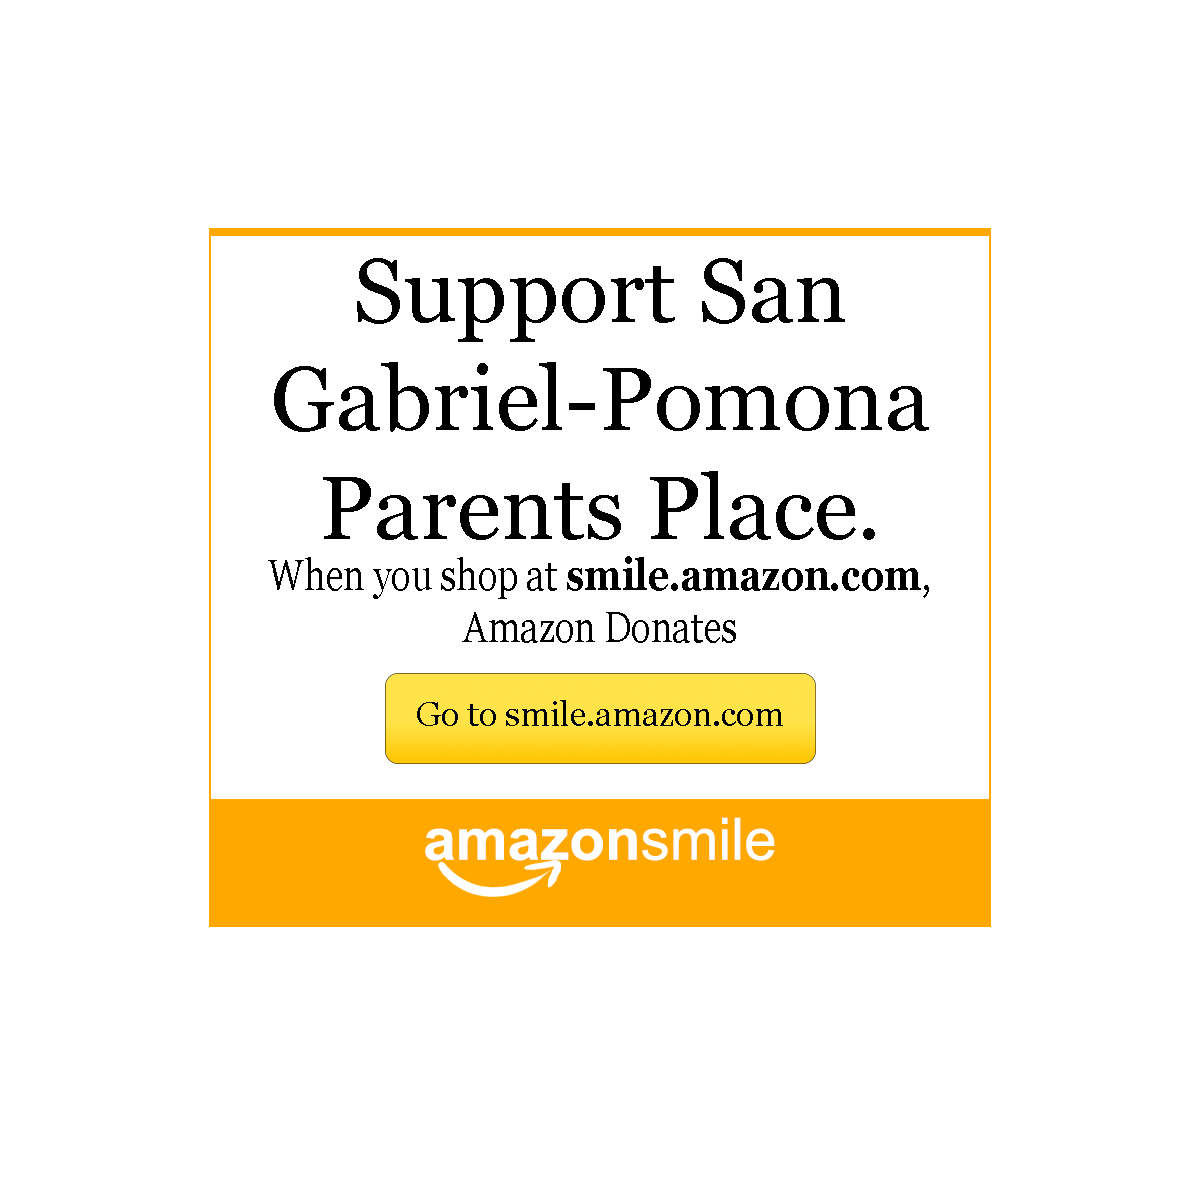 Support San
Gabriel-Pomona
Parents Place.
When you shop at smile.amazon.com,
Amazon Donates
Go to smile.amazon.com
amazonsmile